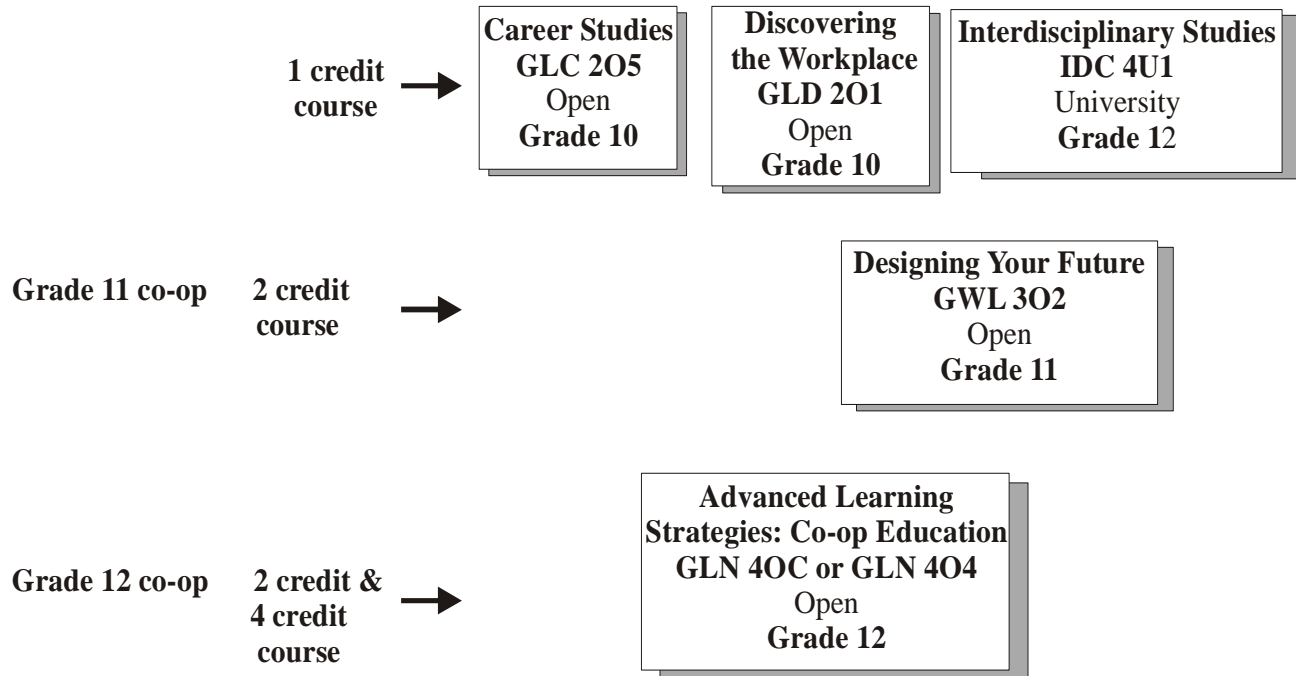 1 credit
course
Career Studies
GLC 2O5
Open
Grade 10
Discovering
the Workplace
GLD 2O1
Open
Grade 10
Interdisciplinary Studies
IDC 4U1
University
Grade 12
Grade 11 co-op
2 credit
course
Designing Your Future
GWL 3O2
Open
Grade 11
Grade 12 co-op
2 credit &
4 credit
course
Advanced Learning
Strategies: Co-op Education
GLN 4OC or GLN 4O4
Open
Grade 12